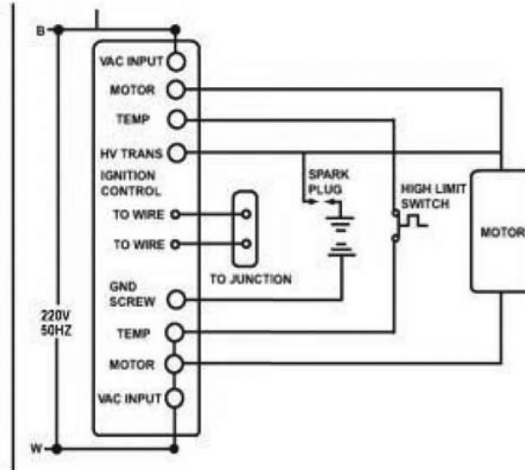 B
VAC INPUT
MOTOR
TEMP
HV TRANS
IGNITION
CONTROL
TO WIRE
TO WIRE
GND
SCREW
TEMP
MOTOR
VAC INPUT
W
220V
50HZ
TO JUNCTION
SPARK
PLUG
HIGH LIMIT
SWITCH
MOTOR